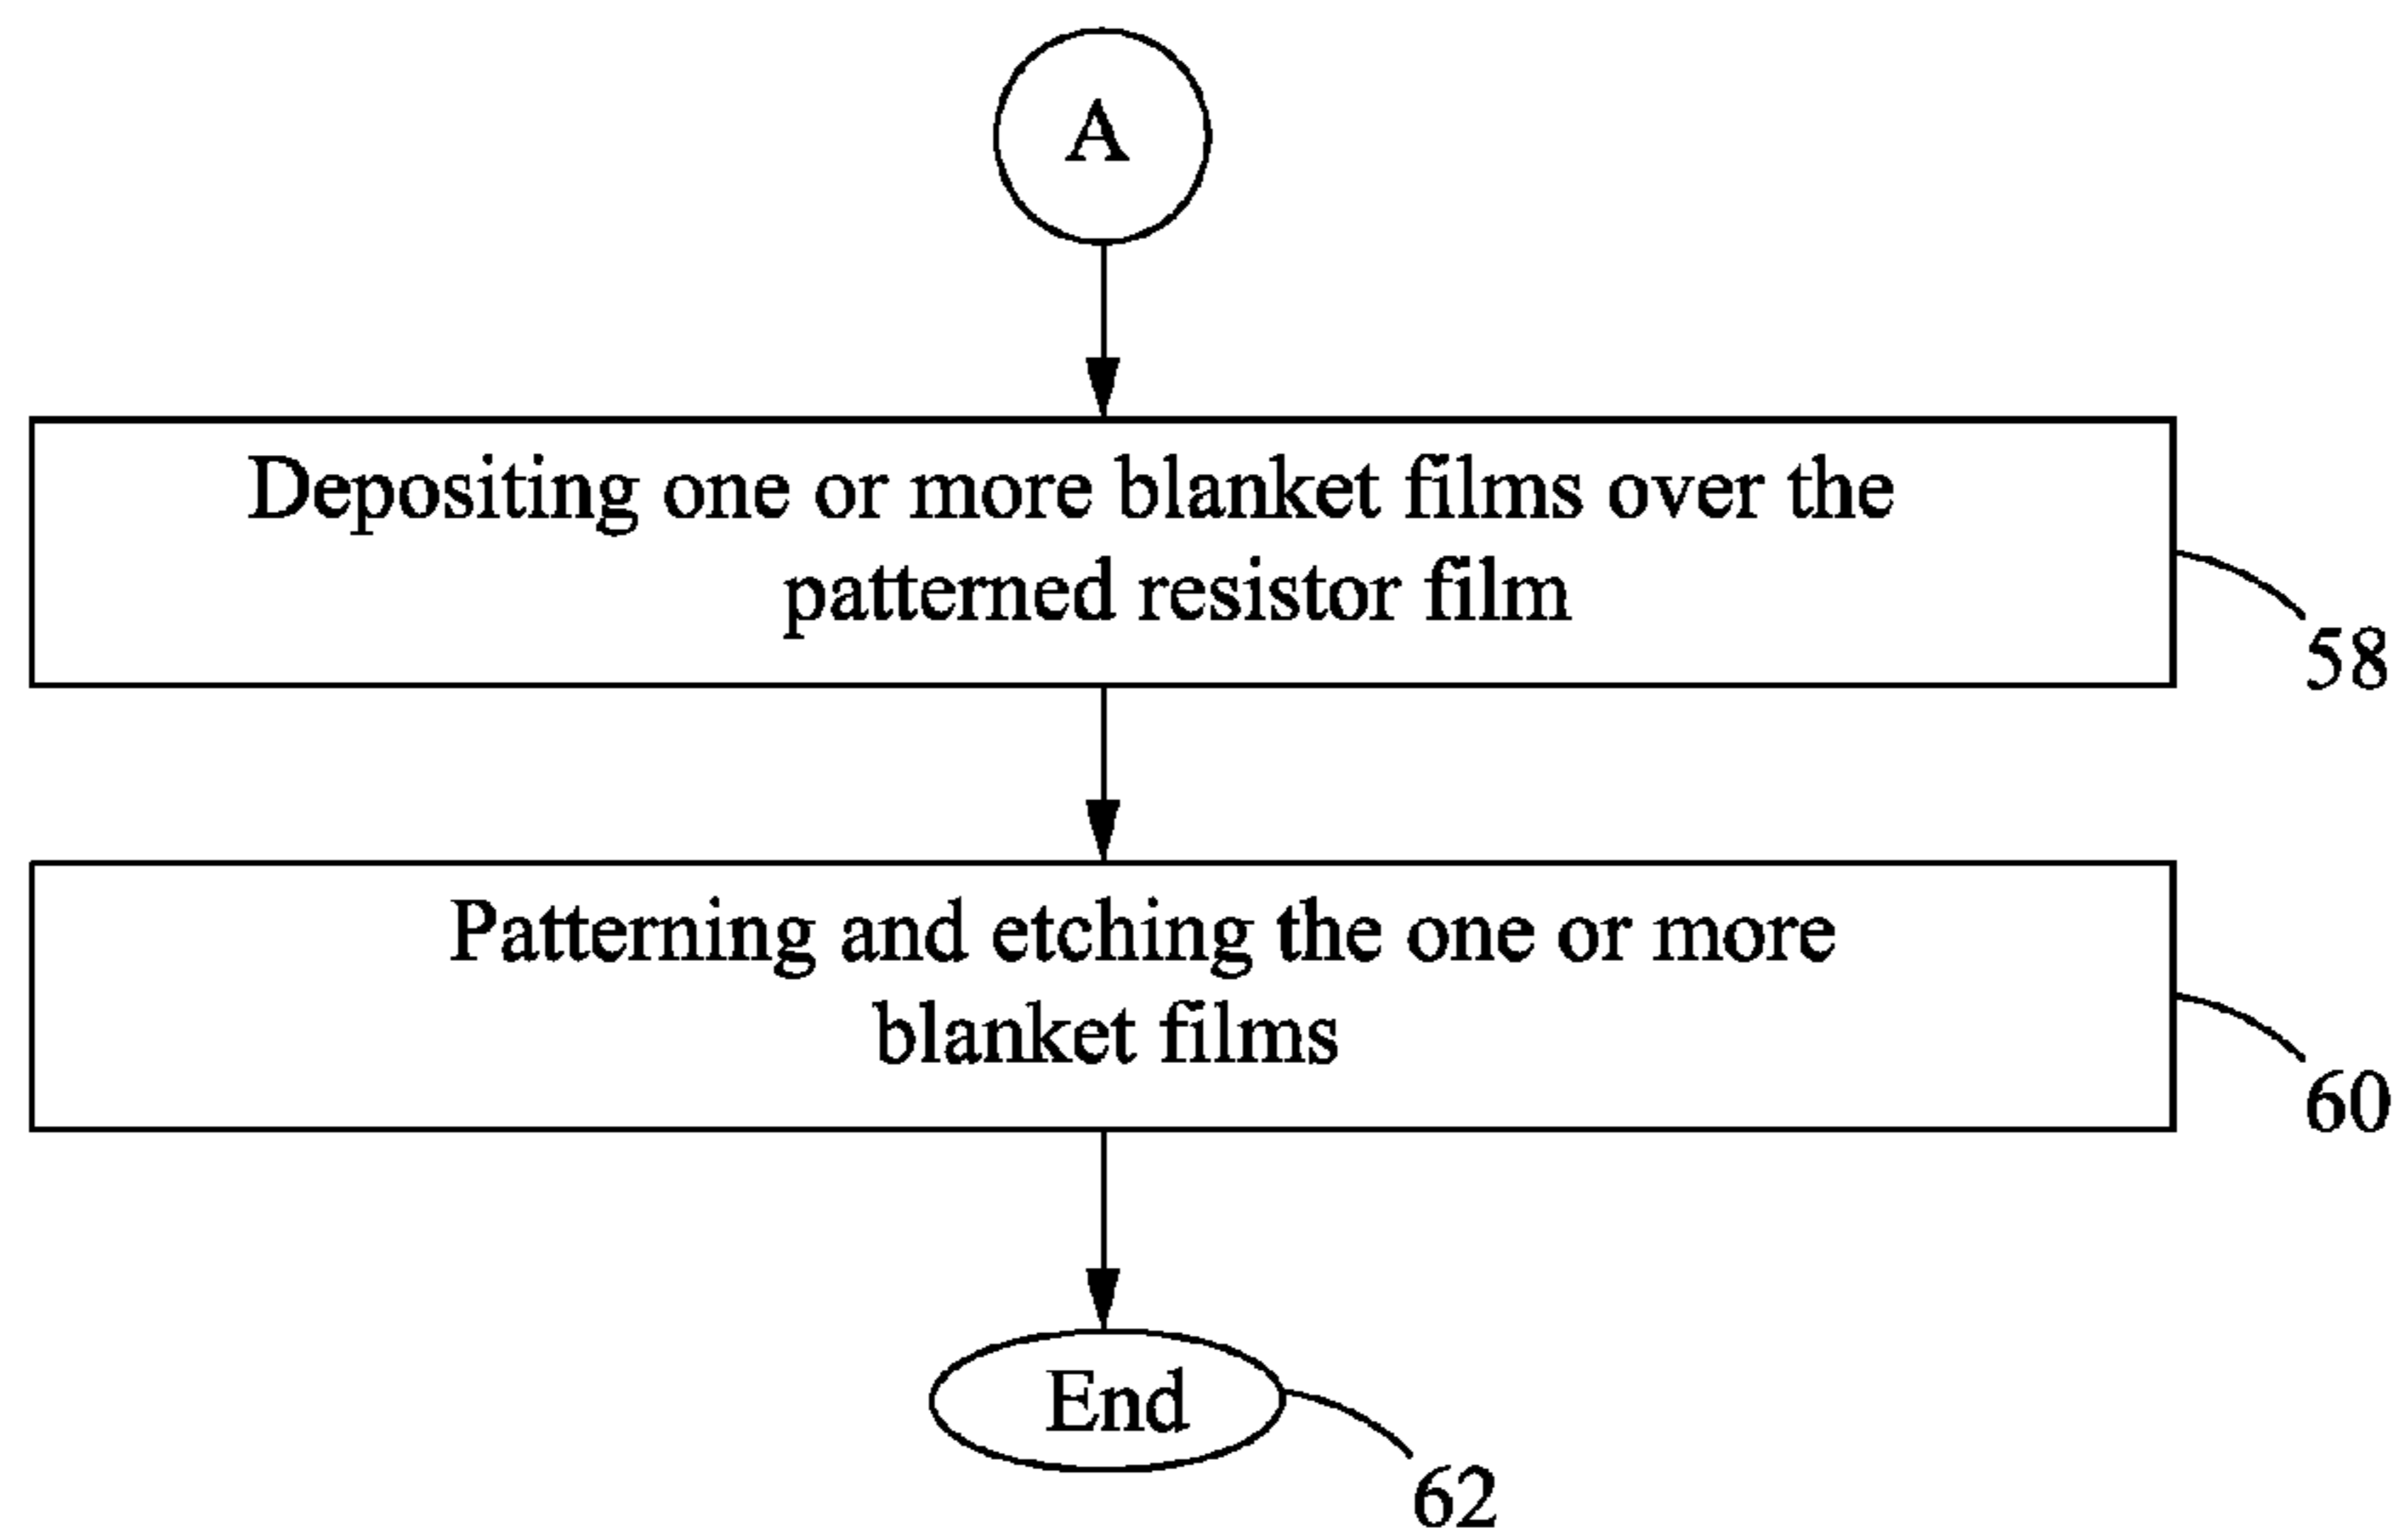 A
Depositing one or more blanket films over the
patterned resistor film
58
Patterning and etching the one or more
blanket films
60
End
62